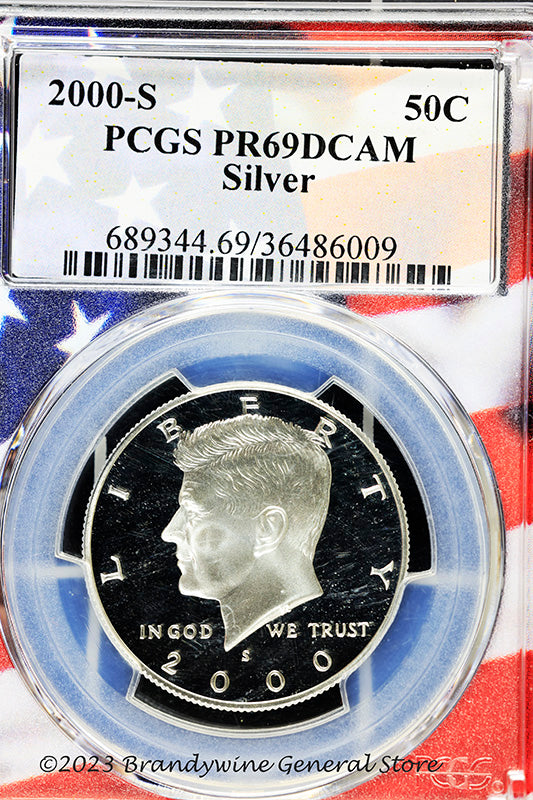 2000-S 50C
PCGS PR69DCAM
Silver
689344.69/36486009
LIBERTY
IN GOD WE TRUST
S
2000
©2023 Brandywine General Store